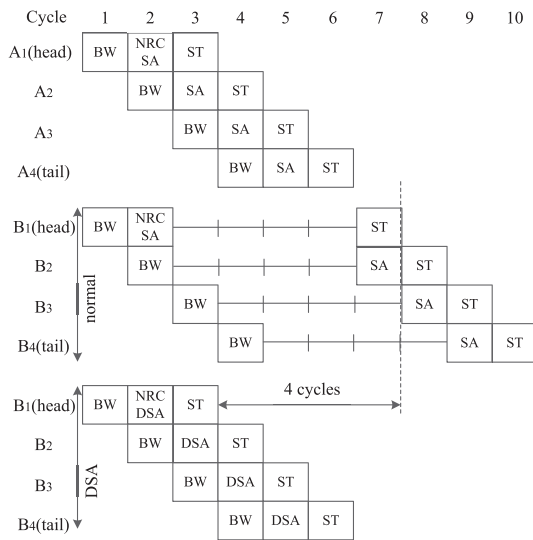 Cycle 1 2 3 4 5 6 7 8 9 10
A1(head) BW NRC SA ST
A2 BW SA ST
A3 BW SA ST
A4(tail) BW SA ST
normal
B1(head) BW NRC SA ST
B2 BW SA ST
B3 BW SA ST
B4(tail) BW SA ST
DSA
B1(head) BW NRC DSA ST 4 cycles
B2 BW DSA ST
B3 BW DSA ST
B4(tail) BW DSA ST